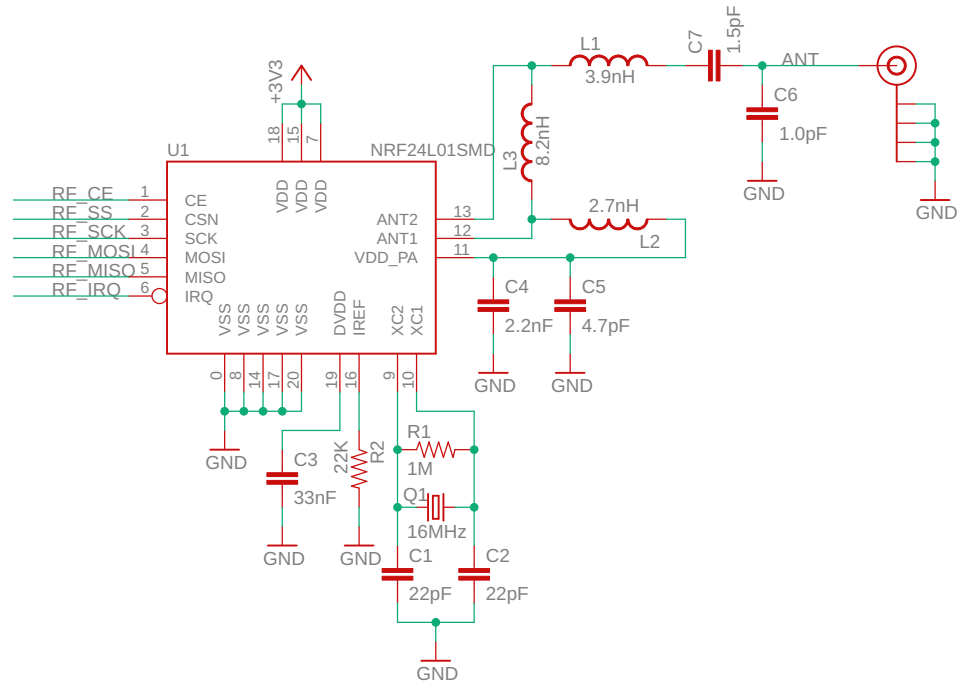 L1
3.9nH
C7
1.5pF
ANT
C6
1.0pF
GND
GND
+3V3
18
15
7
U1
NRF24L01SMD
VDD
VDD
VDD
L3
8.2nH
RF_CE
1
CE
RF_SS
2
CSN
RF_SCK
3
SCK
RF_MOSI
4
MOSI
RF_MISO
5
MISO
RF_IRQ
6
IRQ
ANT2
13
ANT1
12
VDD_PA
11
2.7nH
L2
C4
2.2nF
GND
C5
4.7pF
GND
VSS
VSS
VSS
VSS
VSS
DVDD
IREF
XC2
XC1
0
8
14
17
20
19
16
9
10
GND
C3
33nF
GND
22K
R2
GND
R1
1M
Q1
16MHz
C1
22pF
C2
22pF
GND